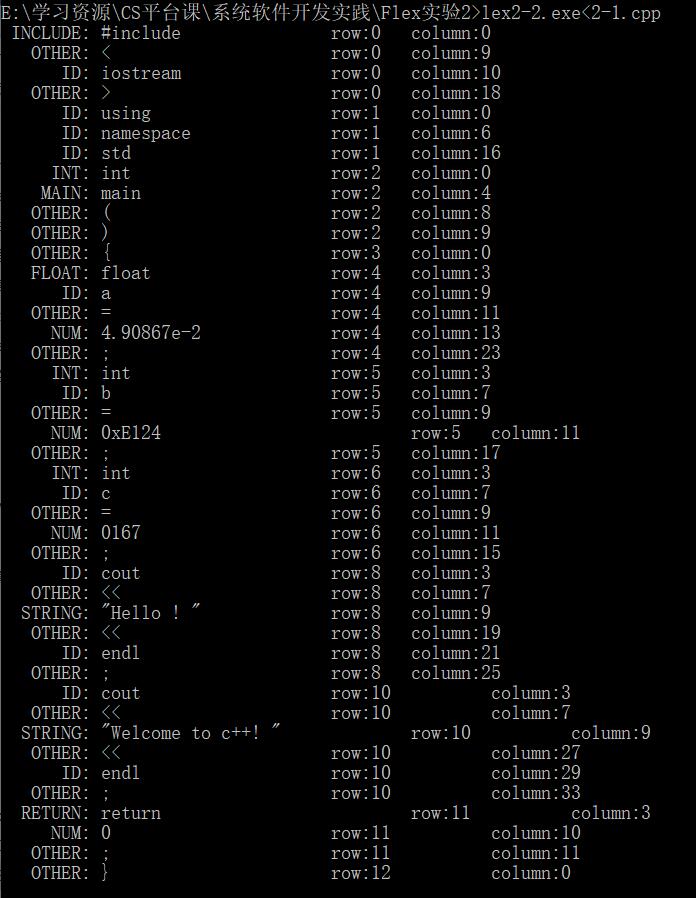 E:\学习资源\CS平台课\系统软件开发实践\Flex实验2>lex2-2.exe<2-1.cpp
INCLUDE: #include row:0 column:0
OTHER: < row:0 column:9
ID: iostream row:0 column:10
OTHER: > row:0 column:18
ID: using row:1 column:0
ID: namespace row:1 column:6
ID: std row:1 column:16
INT: int row:2 column:0
MAIN: main row:2 column:4
OTHER: ( row:2 column:8
OTHER: ) row:2 column:9
OTHER: { row:3 column:0
FLOAT: float row:4 column:3
ID: a row:4 column:9
OTHER: = row:4 column:11
NUM: 4.90867e-2 row:4 column:13
OTHER: ; row:4 column:23
INT: int row:5 column:3
ID: b row:5 column:7
OTHER: = row:5 column:9
NUM: 0xE124 row:5 column:11
OTHER: ; row:5 column:17
INT: int row:6 column:3
ID: c row:6 column:7
OTHER: = row:6 column:9
NUM: 0167 row:6 column:11
OTHER: ; row:6 column:15
ID: cout row:8 column:3
OTHER: << row:8 column:7
STRING: "Hello ! " row:8 column:9
OTHER: << row:8 column:19
ID: endl row:8 column:21
OTHER: ; row:8 column:25
ID: cout row:10 column:3
OTHER: << row:10 column:7
STRING: "Welcome to c++! " row:10 column:9
OTHER: << row:10 column:27
ID: endl row:10 column:29
OTHER: ; row:10 column:33
RETURN: return row:11 column:3
NUM: 0 row:11 column:10
OTHER: ; row:11 column:11
OTHER: } row:12 column:0